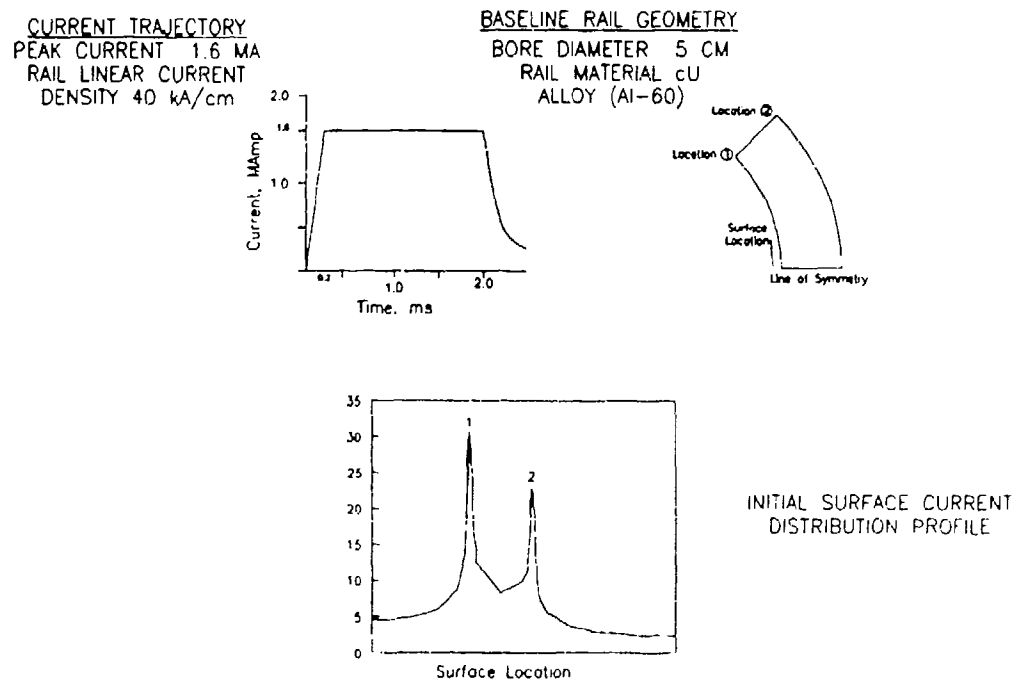 CURRENT TRAJECTORY
PEAK CURRENT 1.6 MA
RAIL LINEAR CURRENT
DENSITY 40 kA/cm
BASELINE RAIL GEOMETRY
BORE DIAMETER 5 CM
RAIL MATERIAL cU
ALLOY (Al-60)
2.0
1.6
1.0
Current, MAmp
0.2
1.0
2.0
Time, ms
Location ②
Location ①
Surface
Location
Line of Symmetry
35
30
25
20
15
10
5
0
1
2
Surface Location
INITIAL SURFACE CURRENT
DISTRIBUTION PROFILE